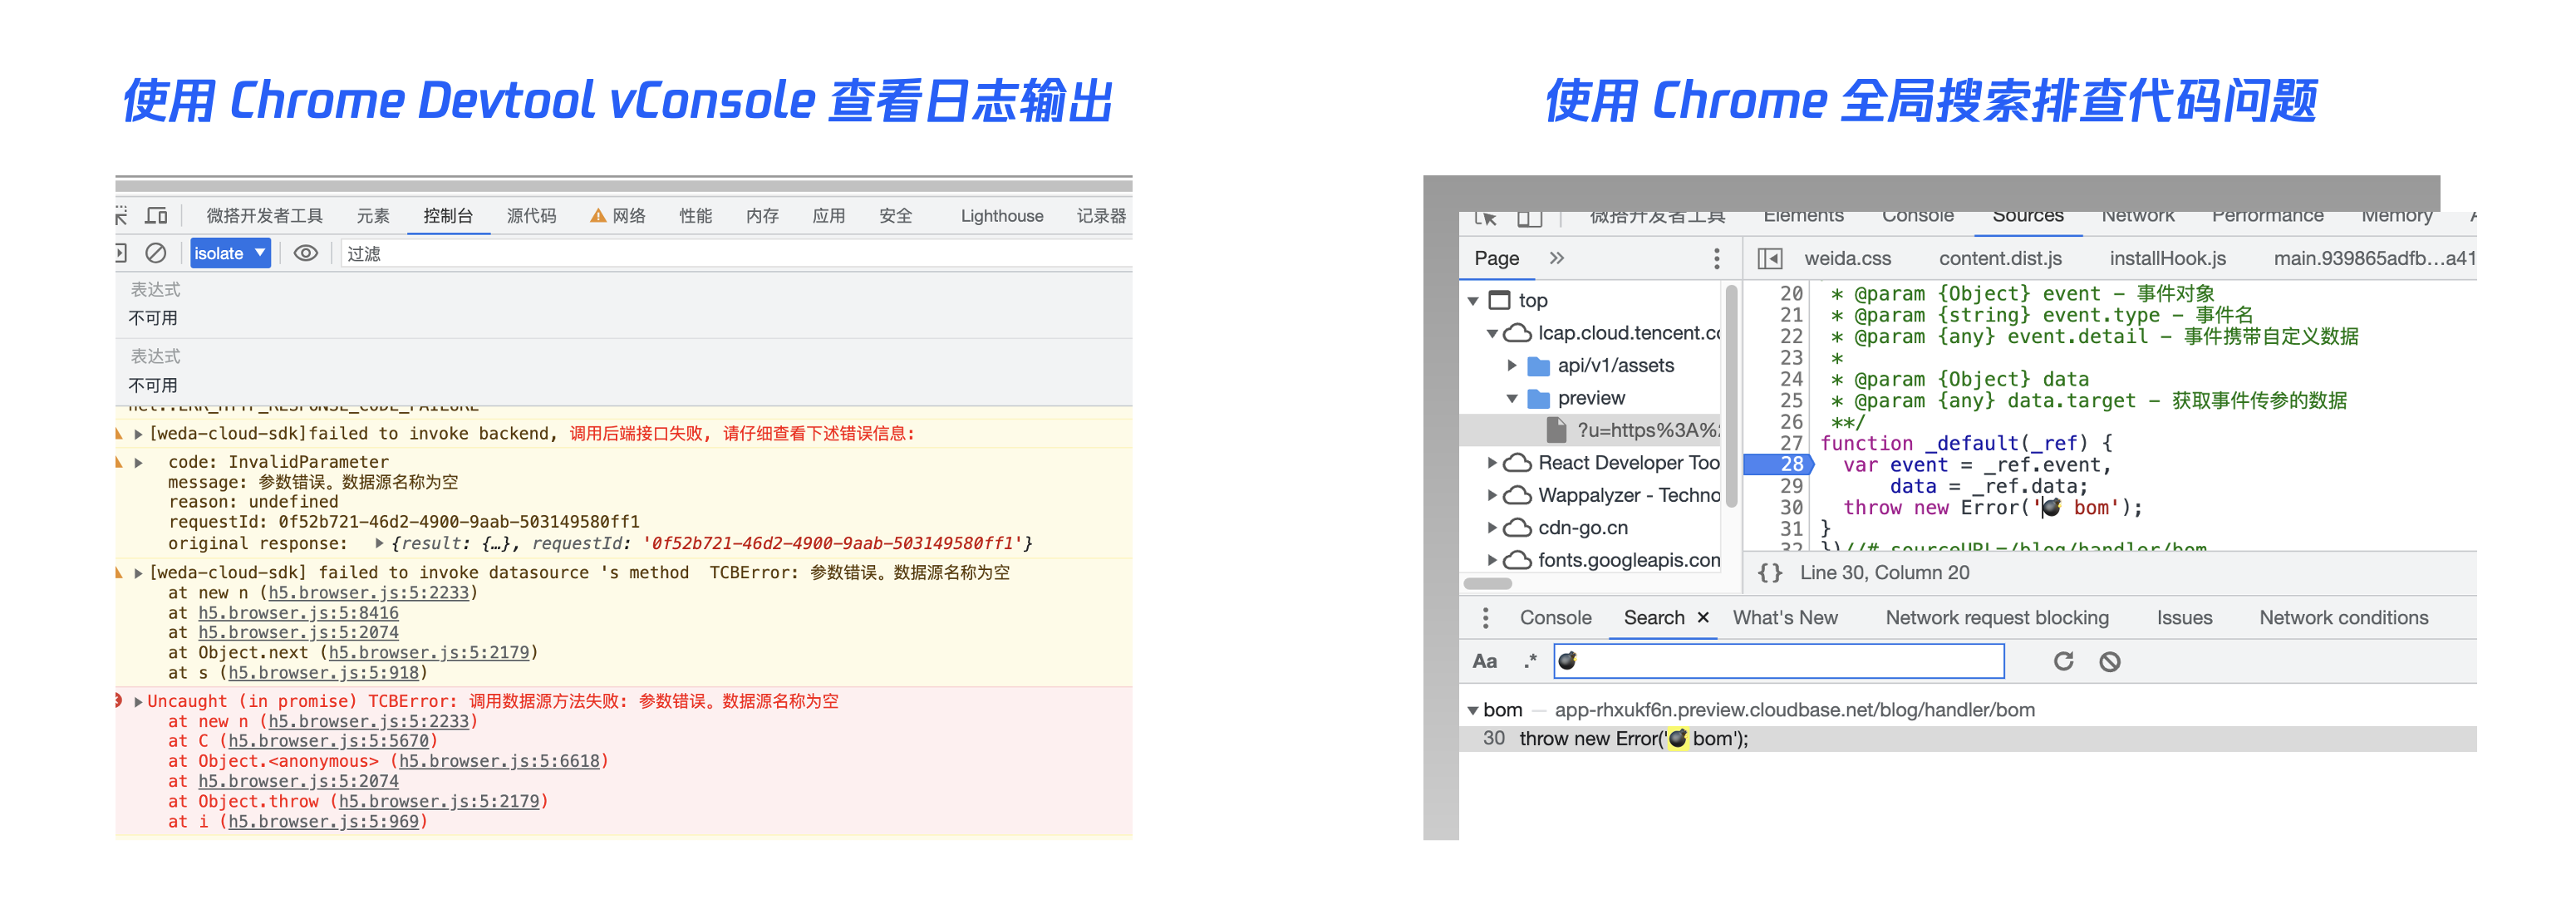 使用 Chrome Devtool vConsole 查看日志输出
微搭开发者工具 元素 控制台 源代码 网络 性能 内存 应用 安全 Lighthouse 记录器
isolate 过滤
表达式
不可用
表达式
不可用
net::ERR_HTTP_RESPONSE_CODE_FAILURE
[weda-cloud-sdk]failed to invoke backend, 调用后端接口失败, 请仔细查看下述错误信息:
code: InvalidParameter
message: 参数错误。数据源名称为空
reason: undefined
requestId: 0f52b721-46d2-4900-9aab-503149580ff1
original response: {result: {…}, requestId: '0f52b721-46d2-4900-9aab-503149580ff1'}
[weda-cloud-sdk] failed to invoke datasource 's method TCBError: 参数错误。数据源名称为空
at new n (h5.browser.js:5:2233)
at h5.browser.js:5:8416
at h5.browser.js:5:2074
at Object.next (h5.browser.js:5:2179)
at s (h5.browser.js:5:918)
Uncaught (in promise) TCBError: 调用数据源方法失败: 参数错误。数据源名称为空
at new n (h5.browser.js:5:2233)
at C (h5.browser.js:5:5670)
at Object.<anonymous> (h5.browser.js:5:6618)
at h5.browser.js:5:2074
at Object.throw (h5.browser.js:5:2179)
at i (h5.browser.js:5:969)
使用 Chrome 全局搜索排查代码问题
微搭开发者工具 Elements Console Sources Network Performance Memory
Page
weida.css content.dist.js installHook.js main.939865adfb…a41
top
lcap.cloud.tencent.co
api/v1/assets
preview
?u=https%3A%2
React Developer Too
Wappalyzer - Techno
cdn-go.cn
fonts.googleapis.com
20 * @param {Object} event - 事件对象
21 * @param {string} event.type - 事件名
22 * @param {any} event.detail - 事件携带自定义数据
23 *
24 * @param {Object} data
25 * @param {any} data.target - 获取事件传参的数据
26 **/
27 function _default(_ref) {
28 var event = _ref.event,
29 data = _ref.data;
30 throw new Error('💣 bom');
31 }
32 })//# sourceURL=/blog/handler/bom
{} Line 30, Column 20
Console Search × What's New Network request blocking Issues Network conditions
Aa .* 💣
bom — app-rhxukf6n.preview.cloudbase.net/blog/handler/bom
30 throw new Error('💣 bom');